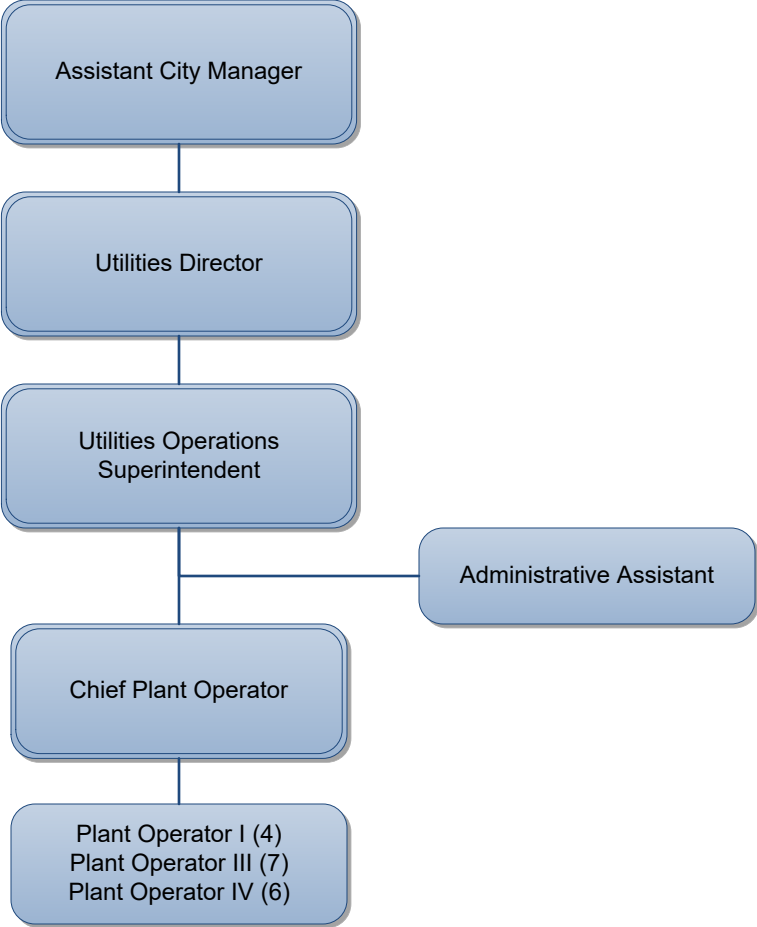 Assistant City Manager
Utilities Director
Utilities Operations
Superintendent
Administrative Assistant
Chief Plant Operator
Plant Operator I (4)
Plant Operator III (7)
Plant Operator IV (6)